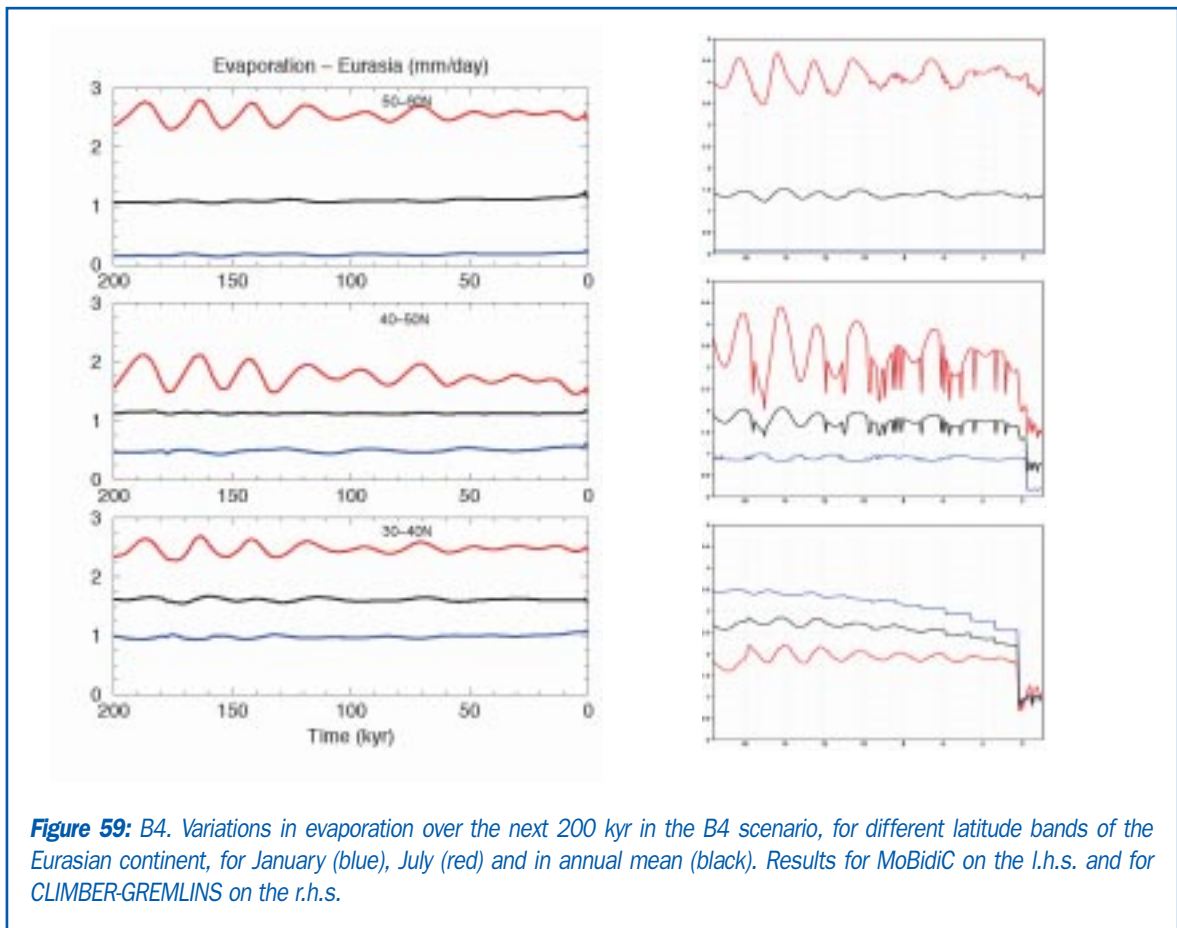 Evaporation – Eurasia (mm/day)
3
2
1
0
50–60N
200 150 100 50 0
3
2
1
0
40–50N
200 150 100 50 0
3
2
1
0
30–40N
200 150 100 50 0
Time (kyr)
Figure 59: B4. Variations in evaporation over the next 200 kyr in the B4 scenario, for different latitude bands of the
Eurasian continent, for January (blue), July (red) and in annual mean (black). Results for MoBidiC on the l.h.s. and for
CLIMBER-GREMLINS on the r.h.s.